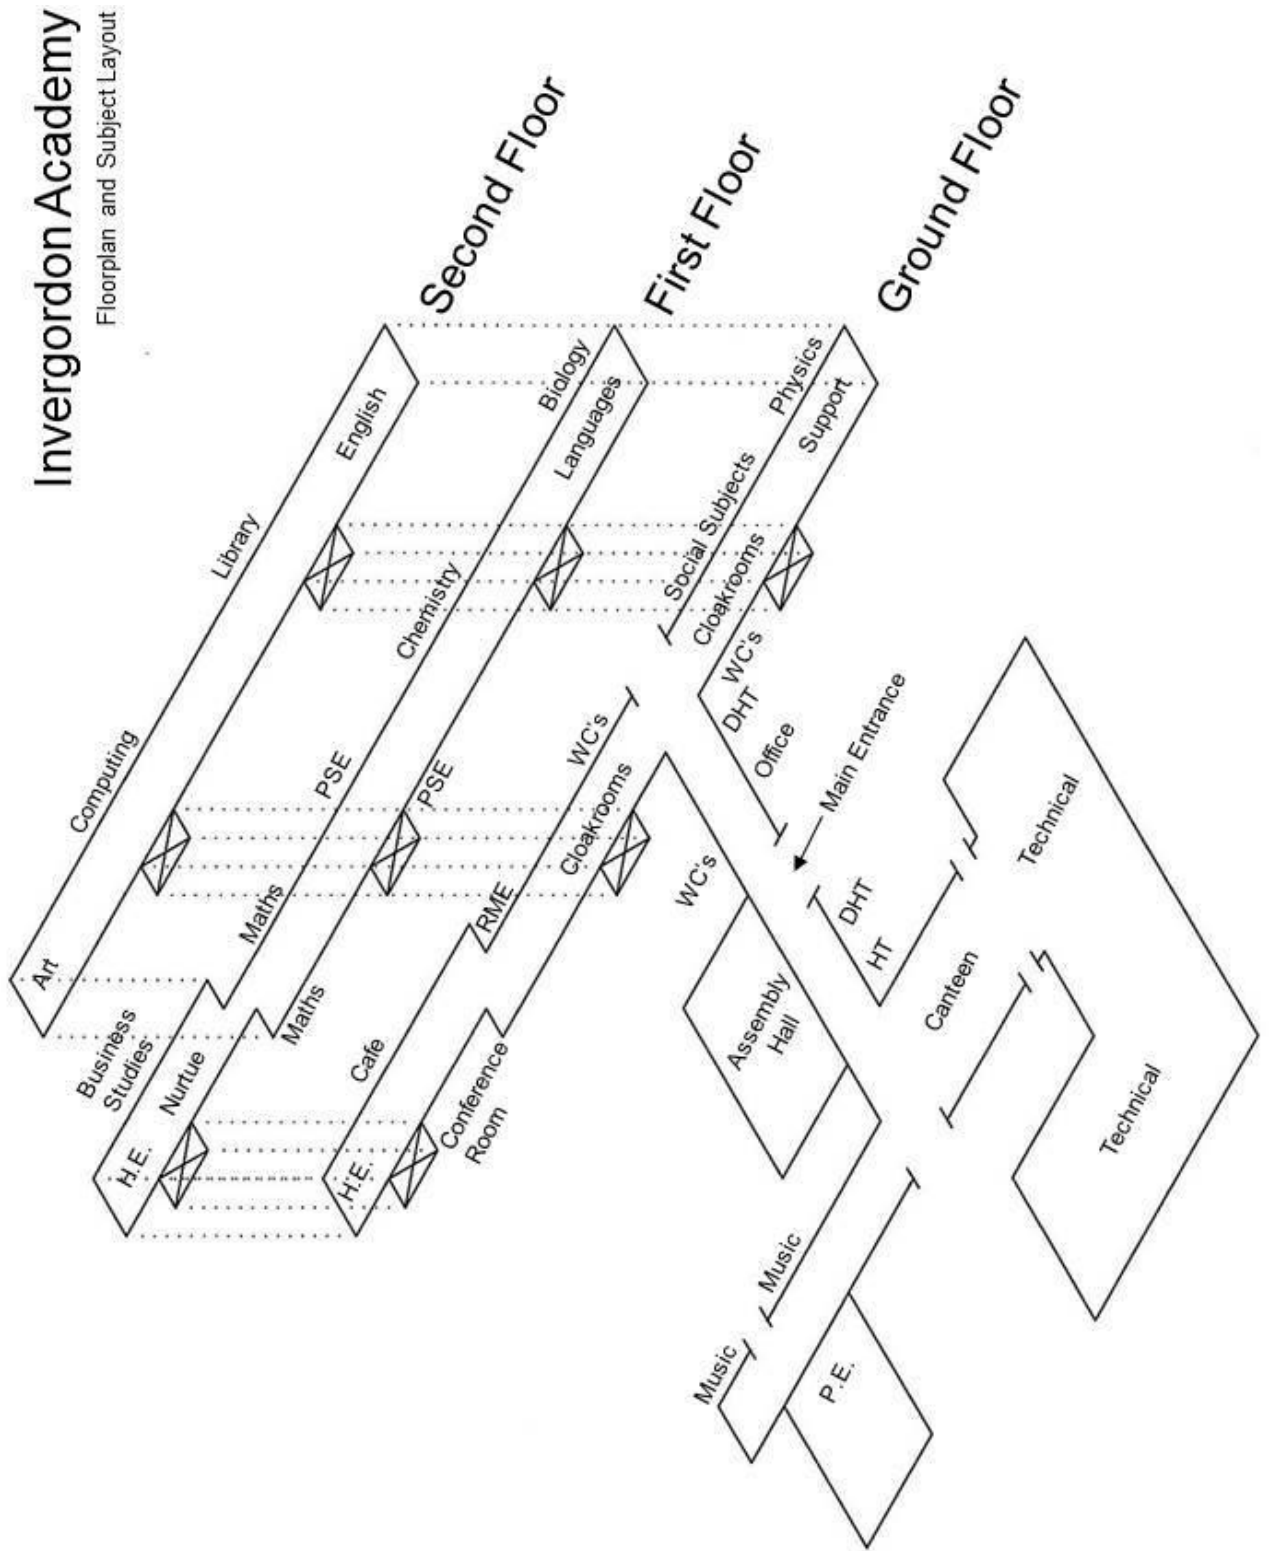 Invergordon Academy
Floorplan and Subject Layout
Second Floor
Art
Computing
Library
English
First Floor
H.E.
Business
Studies
Nurtue
Maths
Maths
PSE
PSE
Chemistry
Biology
Languages
Ground Floor
H.E.
Cafe
Conference
Room
RME
WC's
Cloakrooms
Social Subjects
Physics
Support
Cloakrooms
WC's
DHT
Office
Main Entrance
WC's
Assembly
Hall
DHT
HT
Canteen
Music
Music
P.E.
Technical
Technical